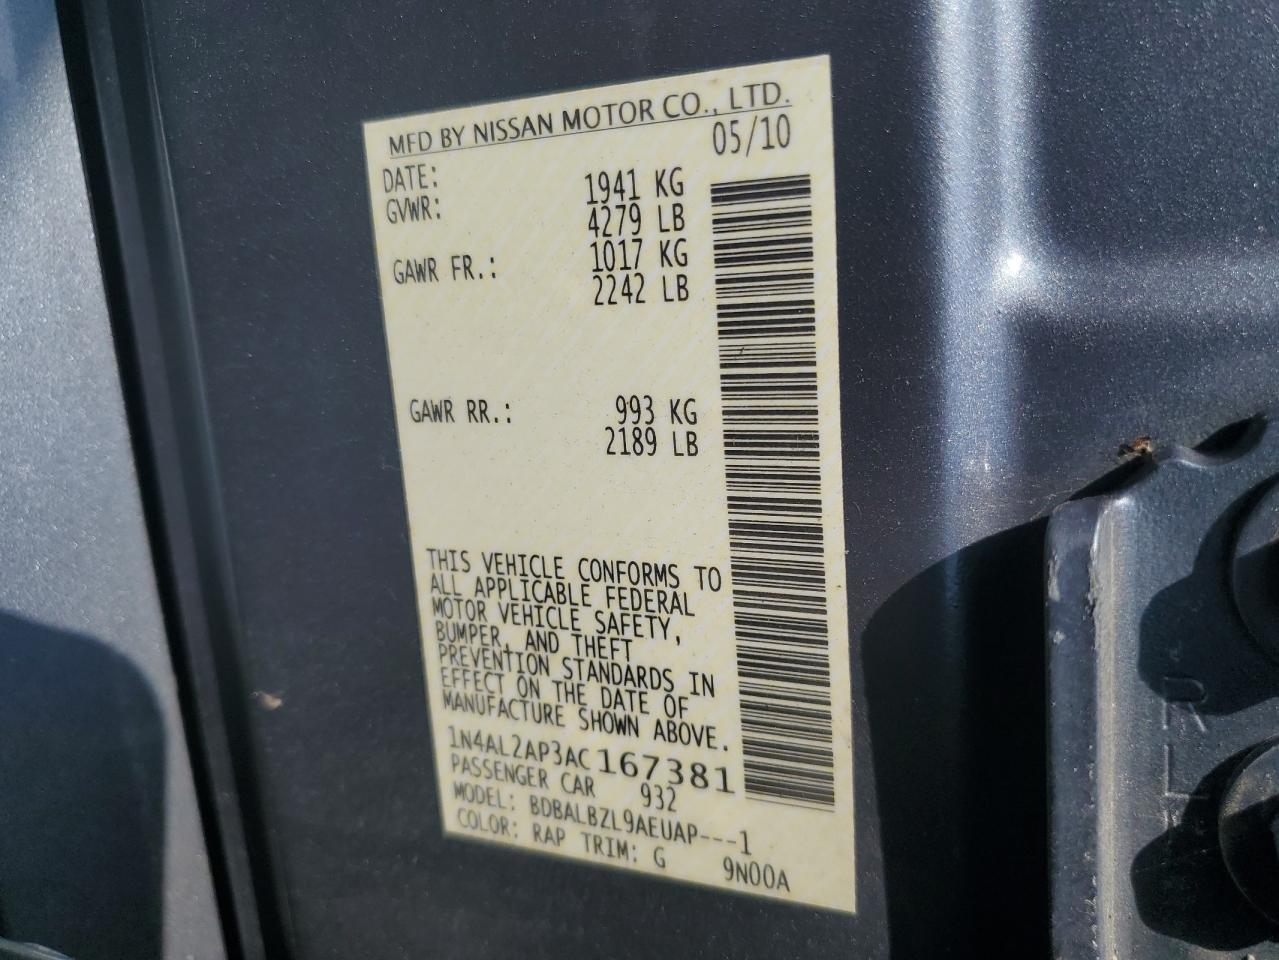 MFD BY NISSAN MOTOR CO., LTD.
DATE: 05/10
GVWR: 1941 KG
4279 LB
GAWR FR.: 1017 KG
2242 LB
GAWR RR.: 993 KG
2189 LB
THIS VEHICLE CONFORMS TO
ALL APPLICABLE FEDERAL
MOTOR VEHICLE SAFETY,
BUMPER, AND THEFT
PREVENTION STANDARDS IN
EFFECT ON THE DATE OF
MANUFACTURE SHOWN ABOVE.
1N4AL2AP3AC167381
PASSENGER CAR 932
MODEL: BDBALBZL9AEUAP---1
COLOR: RAP TRIM: G 9N00A
R
L